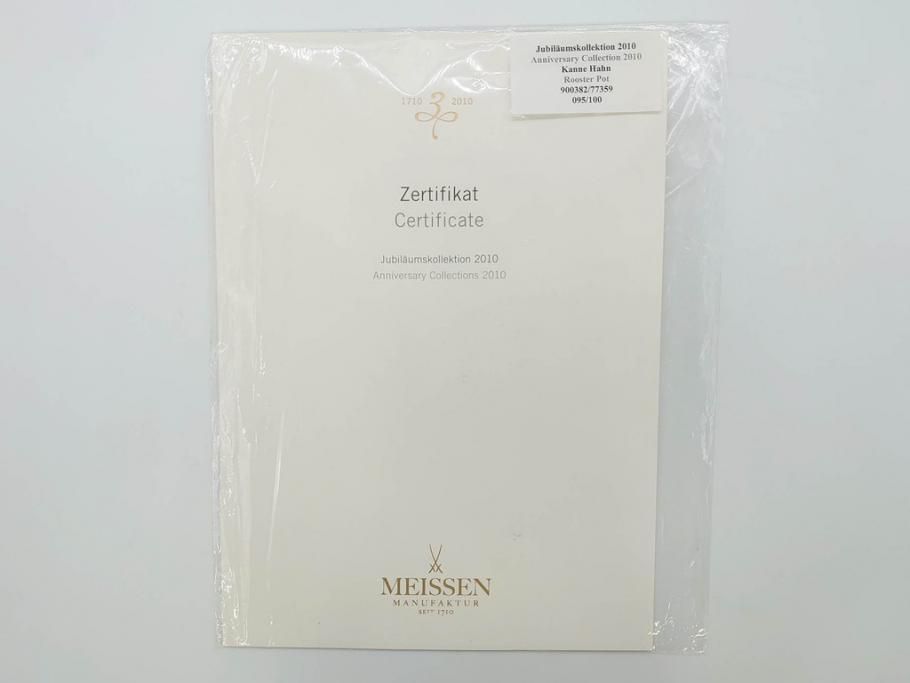 Jubiläumskollektion 2010
Anniversary Collection 2010
Kanne Hahn
Rooster Pot
900382/77359
095/100
1710 2010
Zertifikat
Certificate
Jubiläumskollektion 2010
Anniversary Collections 2010
MEISSEN
MANUFAKTUR
SEIT 1710